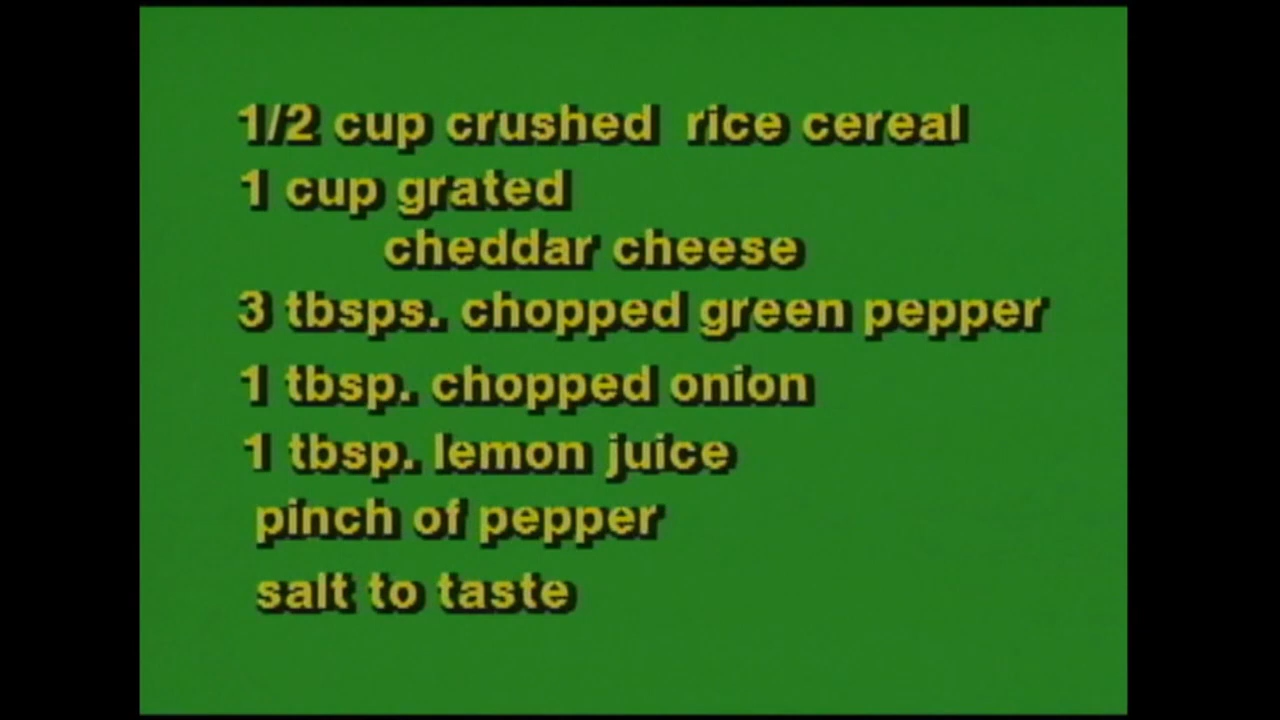 1/2 cup crushed rice cereal
1 cup grated
cheddar cheese
3 tbsps. chopped green pepper
1 tbsp. chopped onion
1 tbsp. lemon juice
pinch of pepper
salt to taste